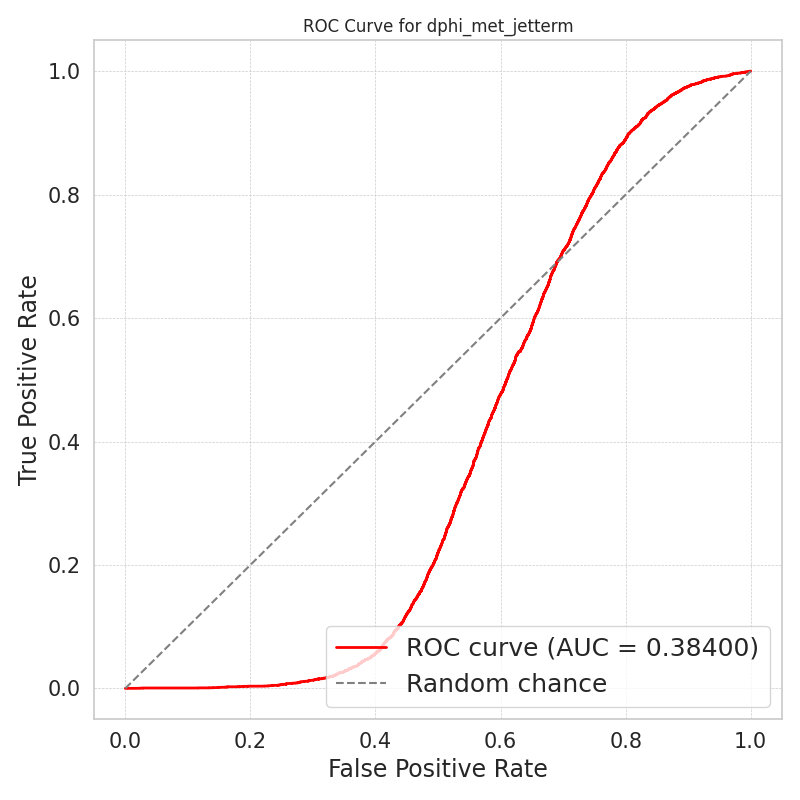 ROC Curve for dphi_met_jetterm
True Positive Rate
1.0
0.8
0.6
0.4
0.2
0.0
ROC curve (AUC = 0.38400)
Random chance
0.0 0.2 0.4 0.6 0.8 1.0
False Positive Rate